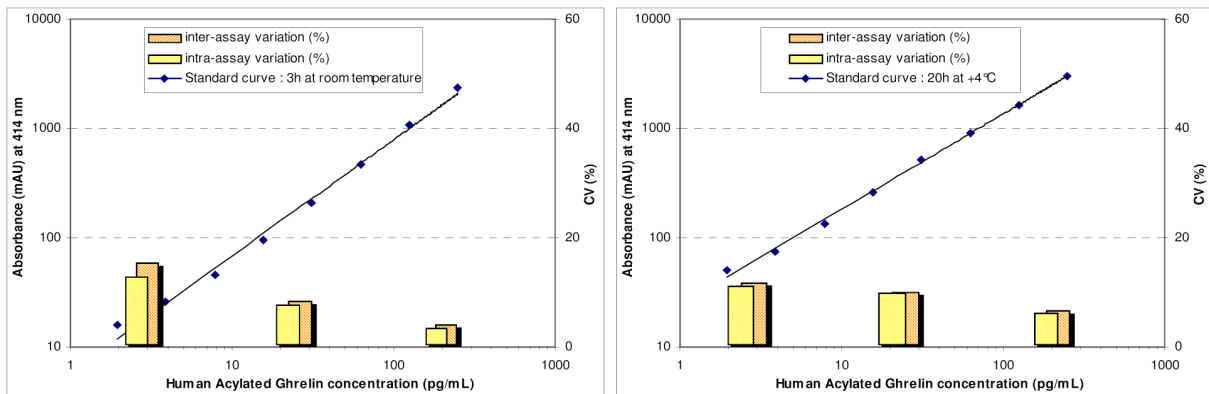 10000
1000
100
10
Absorbance (mAU) at 414 nm
inter-assay variation (%)
intra-assay variation (%)
Standard curve : 3h at room temperature
60
40
20
0
CV (%)
1
10
100
1000
Human Acylated Ghrelin concentration (pg/mL)
10000
1000
100
10
Absorbance (mAU) at 414 nm
inter-assay variation (%)
intra-assay variation (%)
Standard curve : 20h at +4°C
60
40
20
0
CV (%)
1
10
100
1000
Human Acylated Ghrelin concentration (pg/mL)